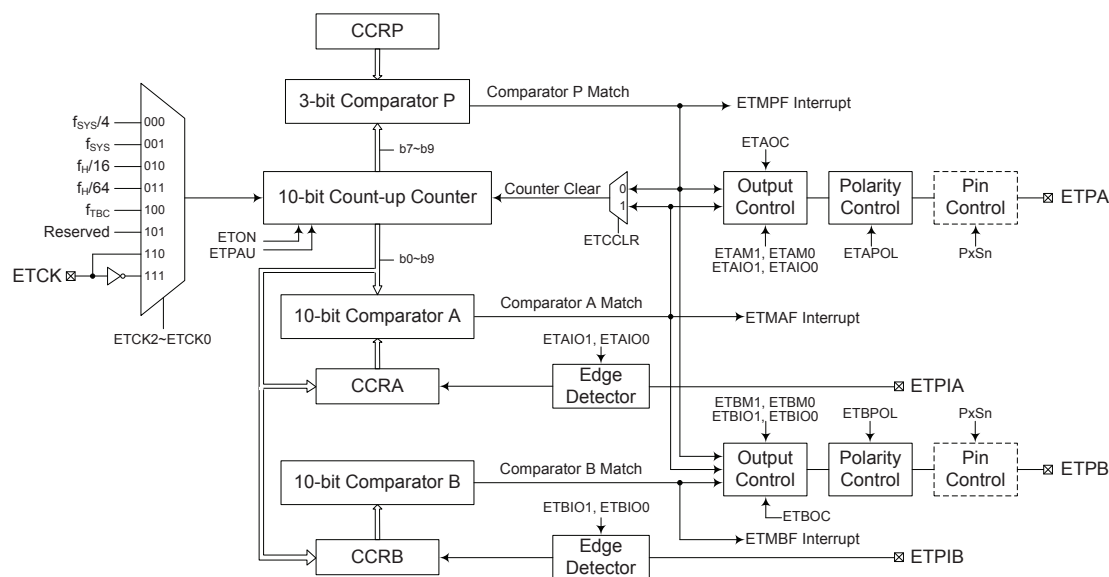 CCRP
3-bit Comparator P
Comparator P Match
ETMPF Interrupt
b7~b9
fSYS/4
000
fSYS
001
fH/16
010
fH/64
011
fTBC
100
Reserved
101
110
ETCK
111
ETCK2~ETCK0
10-bit Count-up Counter
ETON
ETPAU
b0~b9
Counter Clear
0
1
ETCCLR
ETAOC
Output
Control
ETAM1, ETAM0
ETAIO1, ETAIO0
Polarity
Control
ETAPOL
Pin
Control
PxSn
ETPA
10-bit Comparator A
Comparator A Match
ETMAF Interrupt
CCRA
ETAIO1, ETAIO0
Edge
Detector
ETPIA
ETBM1, ETBM0
ETBIO1, ETBIO0
ETBPOL
PxSn
10-bit Comparator B
Comparator B Match
Output
Control
Polarity
Control
Pin
Control
ETPB
ETBOC
ETMBF Interrupt
CCRB
ETBIO1, ETBIO0
Edge
Detector
ETPIB